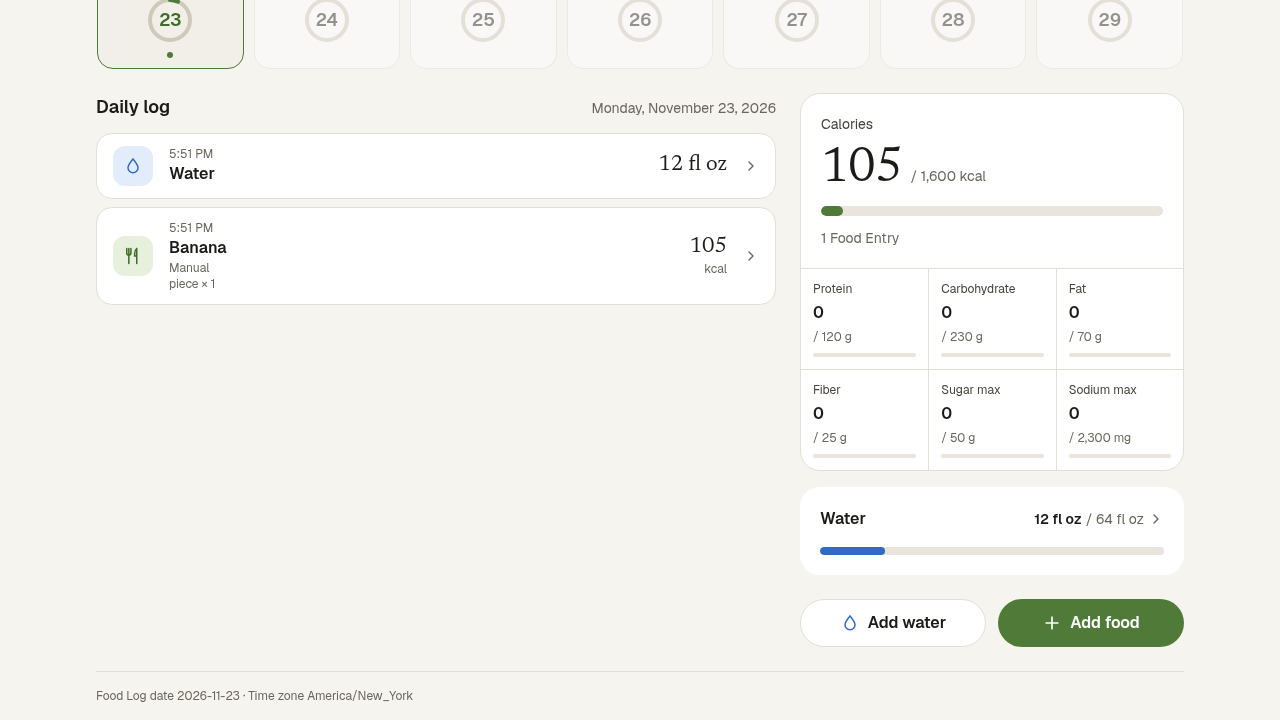 23
24
25
26
27
28
29
Daily log
Monday, November 23, 2026
5:51 PM
Water
12 fl oz
5:51 PM
Banana
Manual
piece × 1
105
kcal
Calories
105 / 1,600 kcal
1 Food Entry
Protein
0
/ 120 g
Carbohydrate
0
/ 230 g
Fat
0
/ 70 g
Fiber
0
/ 25 g
Sugar max
0
/ 50 g
Sodium max
0
/ 2,300 mg
Water
12 fl oz / 64 fl oz
Add water
Add food
Food Log date 2026-11-23 · Time zone America/New_York